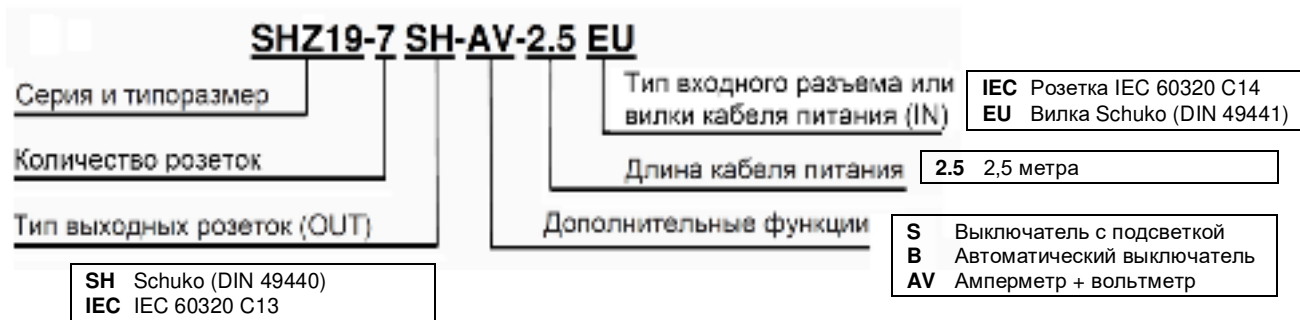 SHZ19-7 SH-AV-2.5 EU
Серия и типоразмер
Количество розеток
Тип выходных розеток (OUT)
SH Schuko (DIN 49440)
IEC IEC 60320 C13
Тип входного разъема или
вилки кабеля питания (IN)
IEC Розетка IEC 60320 C14
EU Вилка Schuko (DIN 49441)
Длина кабеля питания
2.5 2,5 метра
Дополнительные функции
S Выключатель с подсветкой
B Автоматический выключатель
AV Амперметр + вольтметр